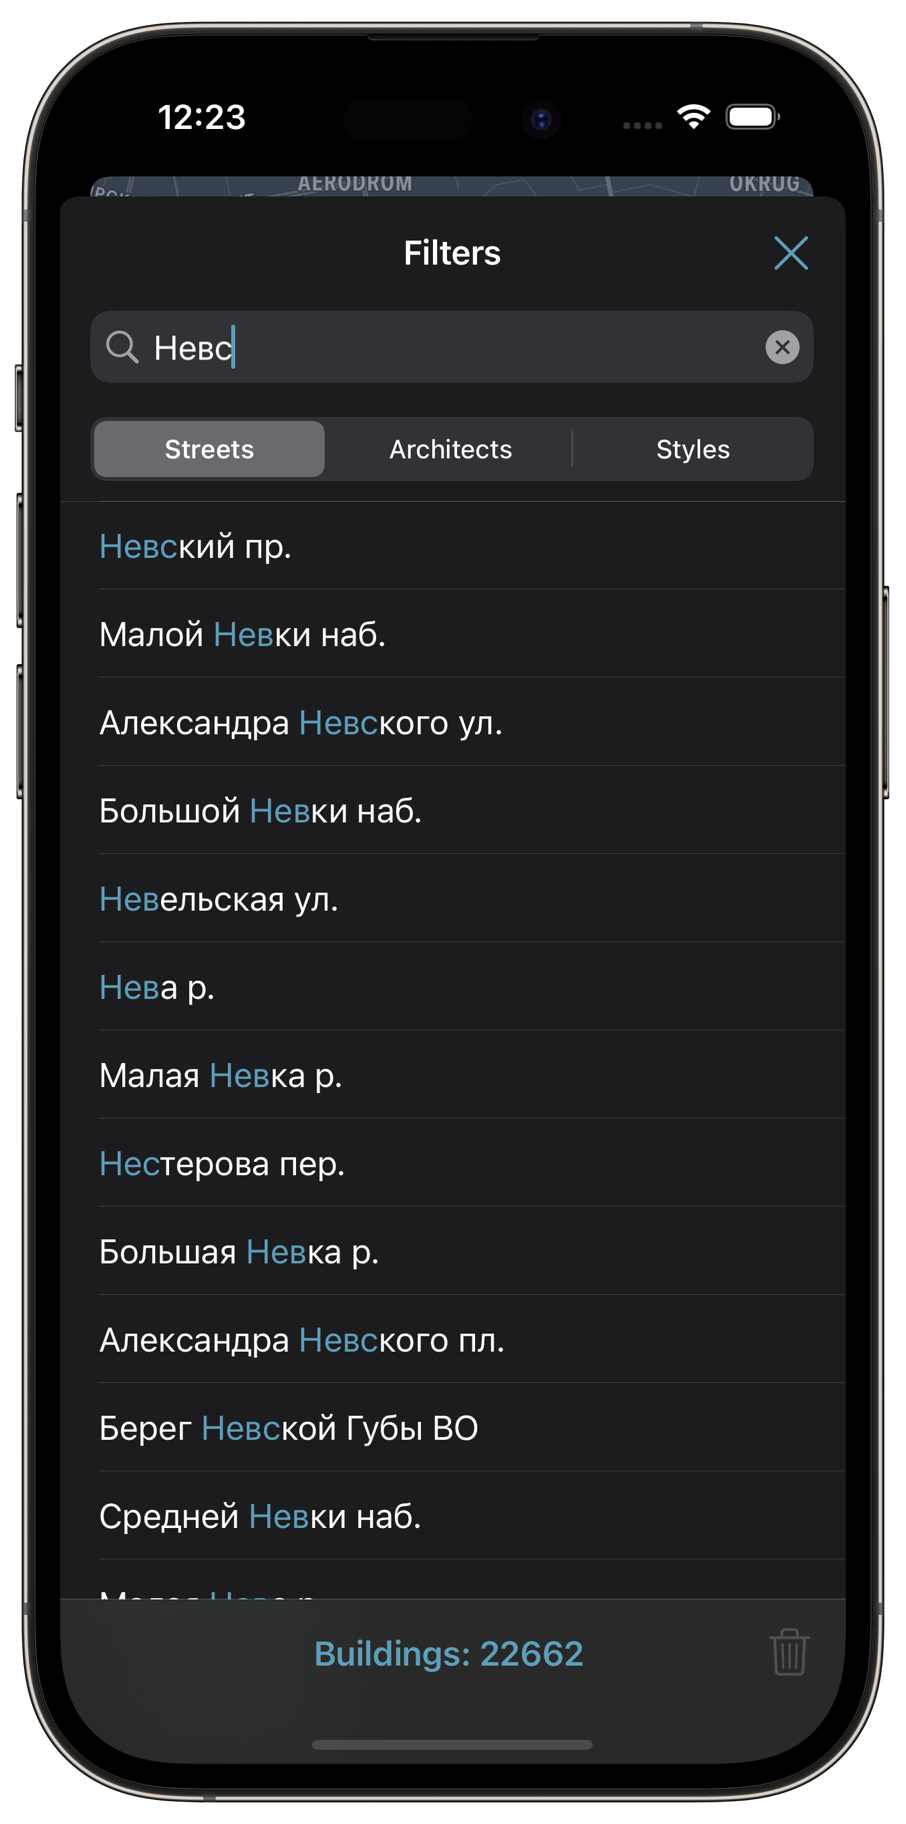 12:23
AERODROM
OKRUG
Filters
Невс
Streets
Architects
Styles
Невский пр.
Малой Невки наб.
Александра Невского ул.
Большой Невки наб.
Невельская ул.
Нева р.
Малая Невка р.
Нестерова пер.
Большая Невка р.
Александра Невского пл.
Берег Невской Губы ВО
Средней Невки наб.
Малая Нева р.
Buildings: 22662